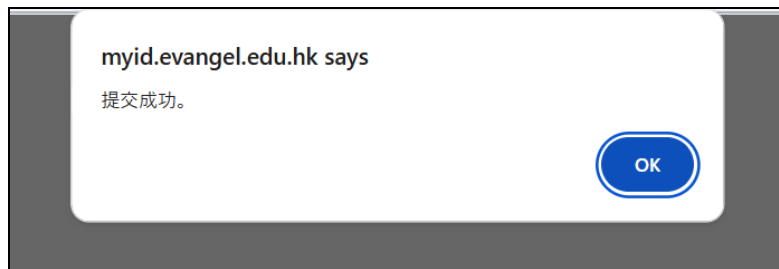 myid.evangel.edu.hk says
提交成功。
OK